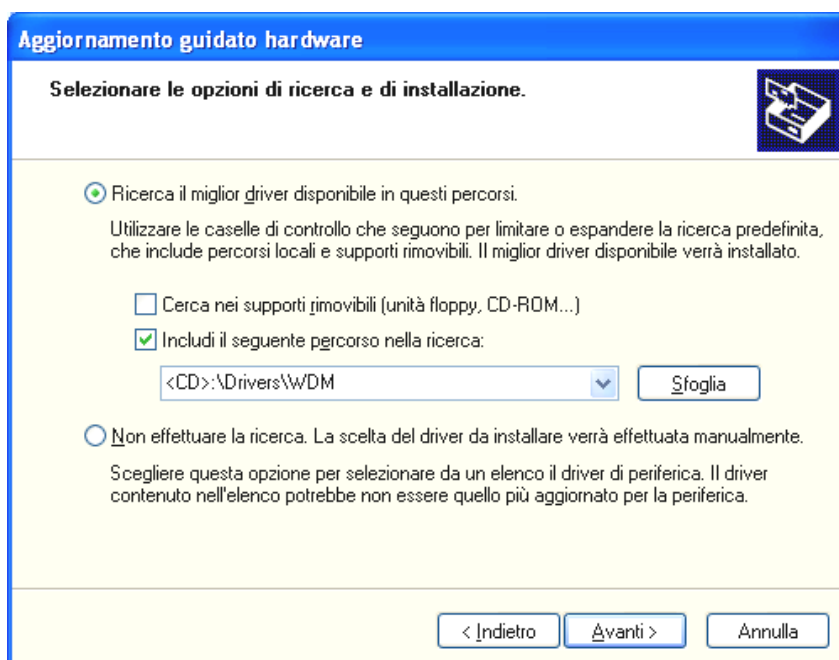 Aggiornamento guidato hardware
Selezionare le opzioni di ricerca e di installazione.
Ricerca il miglior driver disponibile in questi percorsi.
Utilizzare le caselle di controllo che seguono per limitare o espandere la ricerca predefinita,
che include percorsi locali e supporti rimovibili. Il miglior driver disponibile verrà installato.
Cerca nei supporti rimovibili (unità floppy, CD-ROM...)
Includi il seguente percorso nella ricerca:
<CD>:\Drivers\WDM
Sfoglia
Non effettuare la ricerca. La scelta del driver da installare verrà effettuata manualmente.
Scegliere questa opzione per selezionare da un elenco il driver di periferica. Il driver
contenuto nell'elenco potrebbe non essere quello più aggiornato per la periferica.
< Indietro
Avanti >
Annulla